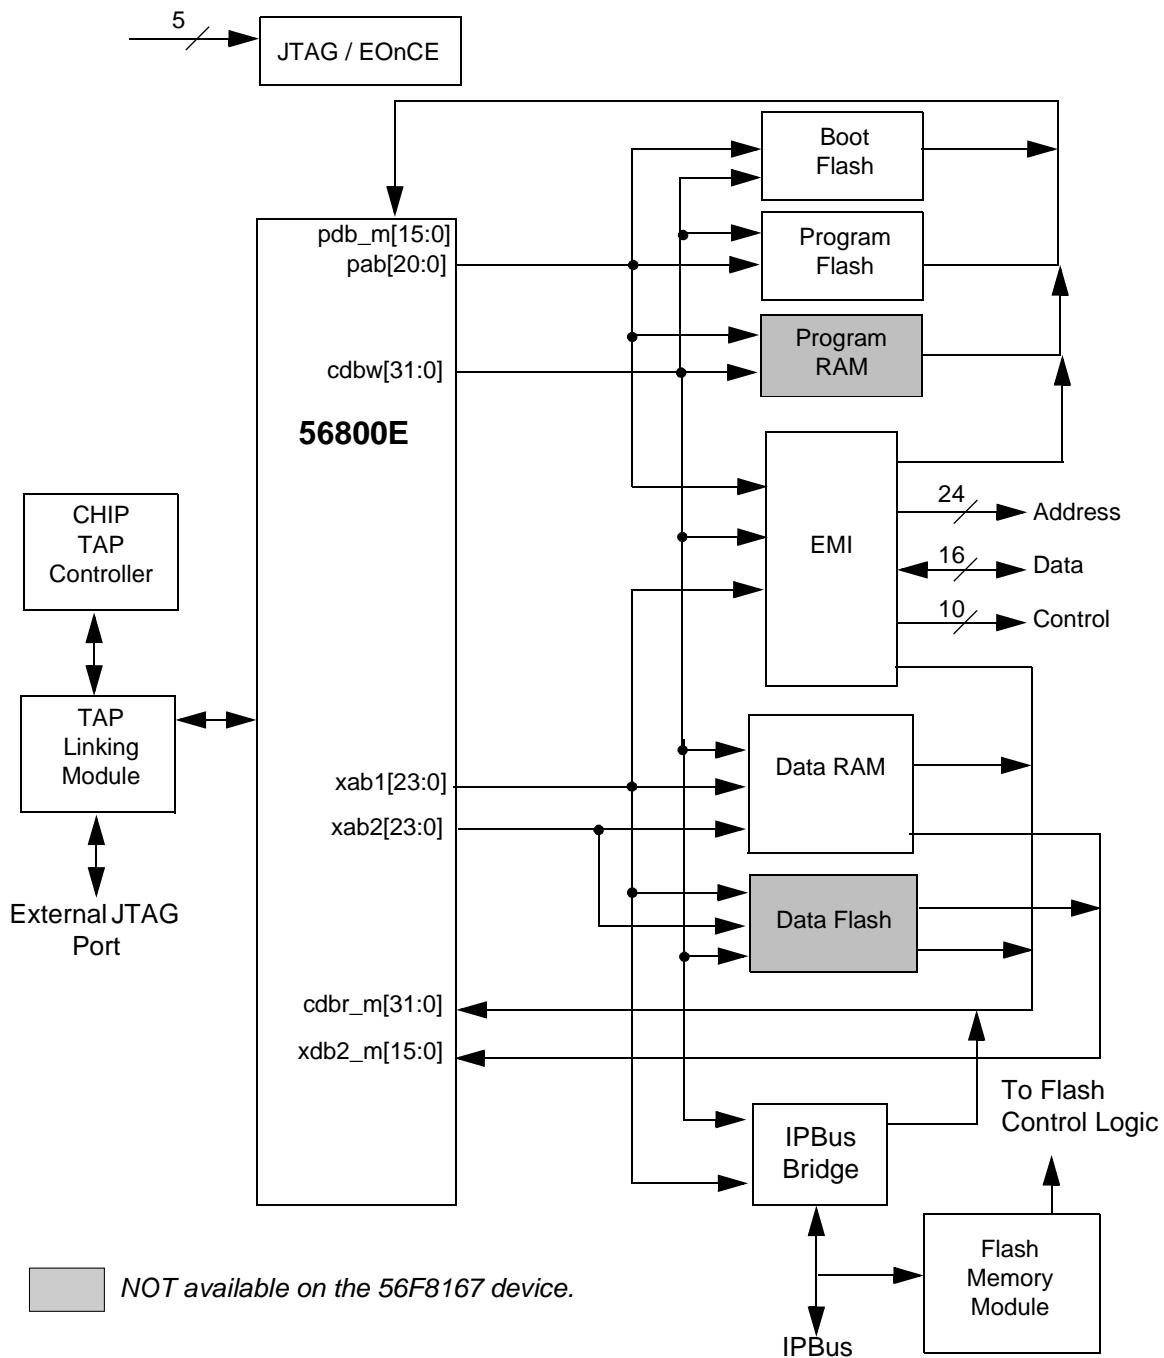 5
JTAG / EOnCE
Boot
Flash
pdb_m[15:0]
pab[20:0]
Program
Flash
cdbw[31:0]
Program
RAM
56800E
CHIP
TAP
Controller
EMI
24
Address
16
Data
10
Control
TAP
Linking
Module
xab1[23:0]
xab2[23:0]
Data RAM
External JTAG
Port
Data Flash
cdbr_m[31:0]
xdb2_m[15:0]
To Flash
Control Logic
IPBus
Bridge
Flash
Memory
Module
NOT available on the 56F8167 device.
IPBus